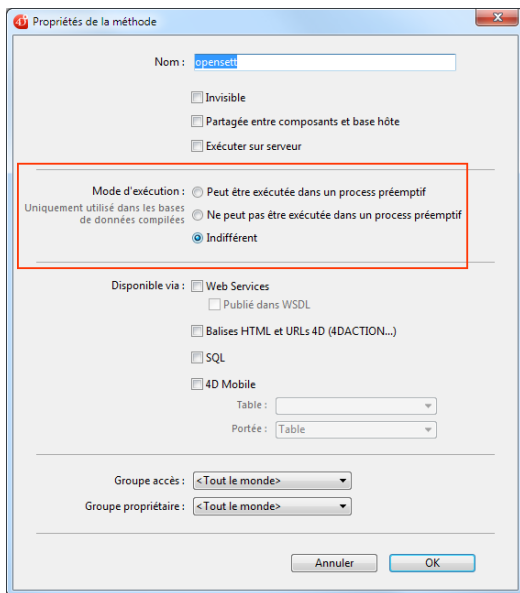 Propriétés de la méthode
Nom : opensett
Invisible
Partagée entre composants et base hôte
Exécuter sur serveur
Mode d'exécution : Peut être exécutée dans un process préemptif
Uniquement utilisé dans les bases de données compilées
Ne peut pas être exécutée dans un process préemptif
Indifférent
Disponible via : Web Services
Publié dans WSDL
Balises HTML et URLs 4D (4DACTION...)
SQL
4D Mobile
Table :
Portée : Table
Groupe accès : <Tout le monde>
Groupe propriétaire : <Tout le monde>
Annuler OK